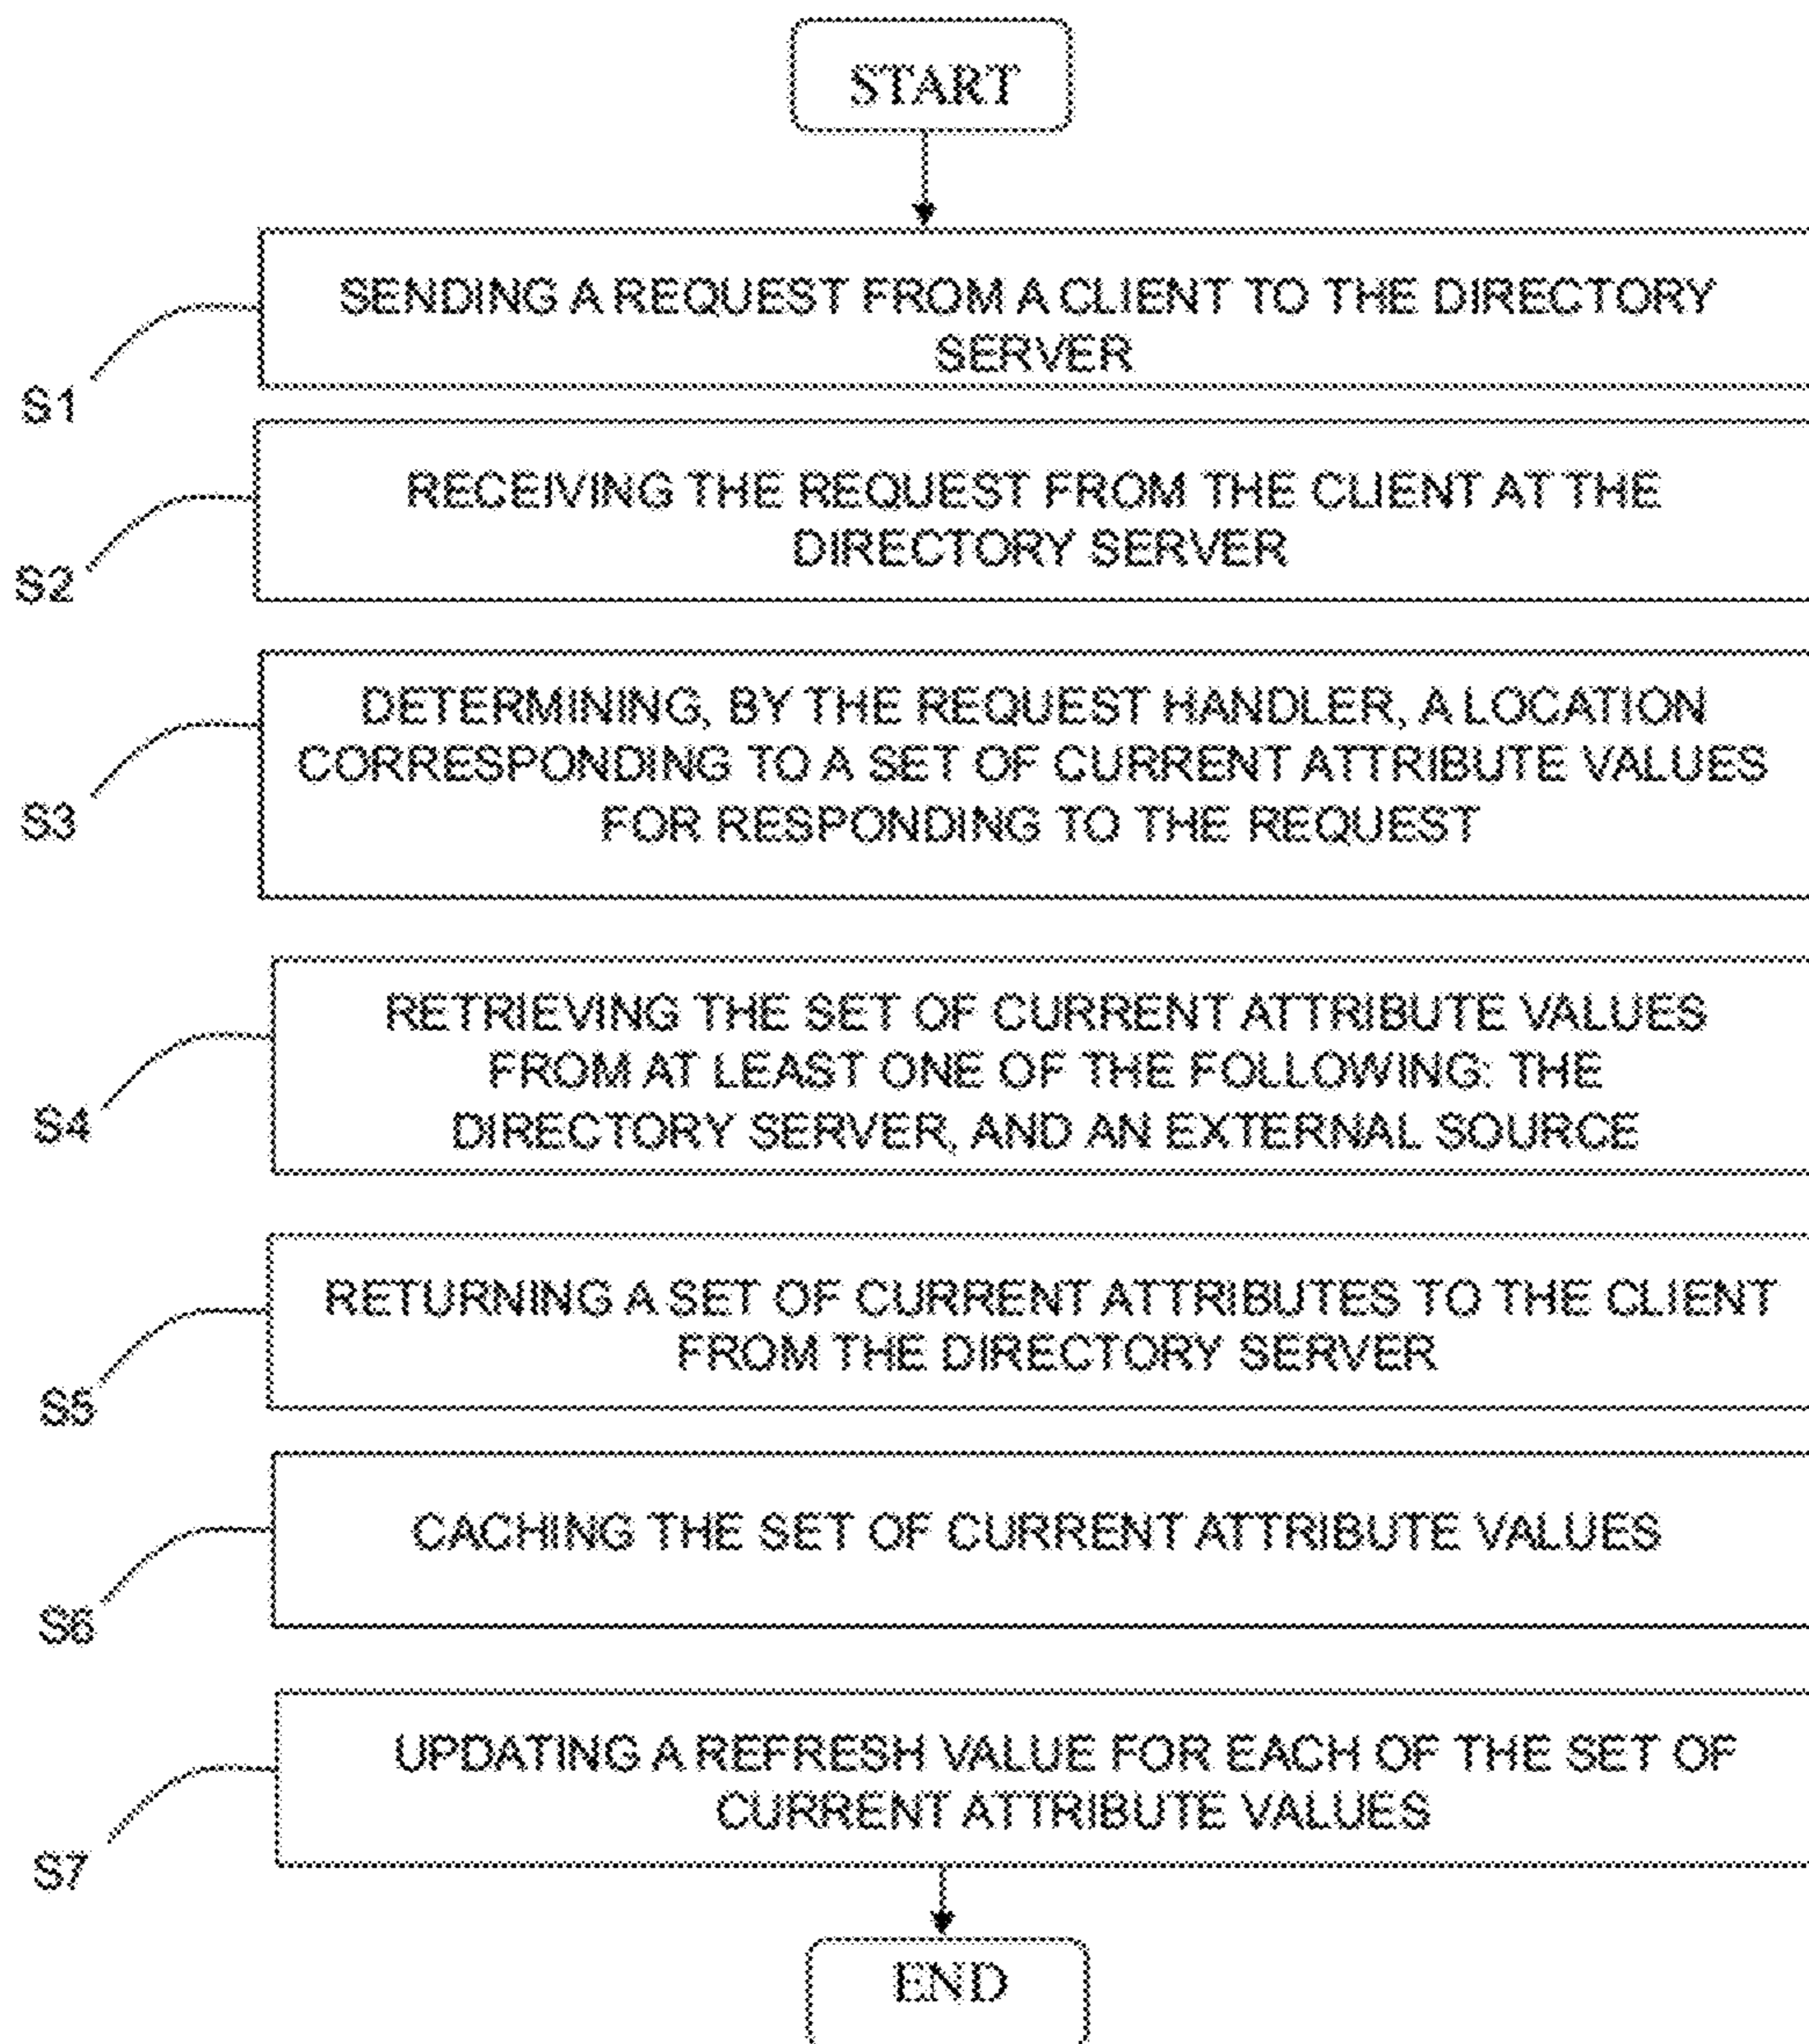 START
SENDING A REQUEST FROM A CLIENT TO THE DIRECTORY
SERVER
S1
RECEIVING THE REQUEST FROM THE CLIENT AT THE
DIRECTORY SERVER
S2
DETERMINING, BY THE REQUEST HANDLER, A LOCATION
CORRESPONDING TO A SET OF CURRENT ATTRIBUTE VALUES
FOR RESPONDING TO THE REQUEST
S3
RETRIEVING THE SET OF CURRENT ATTRIBUTE VALUES
FROM AT LEAST ONE OF THE FOLLOWING: THE
DIRECTORY SERVER, AND AN EXTERNAL SOURCE
S4
RETURNING A SET OF CURRENT ATTRIBUTES TO THE CLIENT
FROM THE DIRECTORY SERVER
S5
CACHING THE SET OF CURRENT ATTRIBUTE VALUES
S6
UPDATING A REFRESH VALUE FOR EACH OF THE SET OF
CURRENT ATTRIBUTE VALUES
S7
END